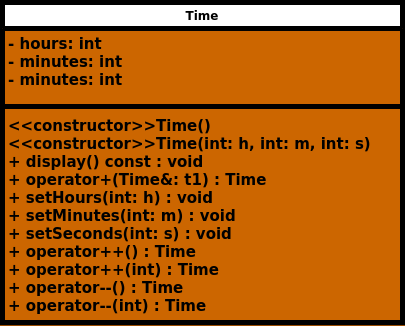 Time
- hours: int
- minutes: int
- minutes: int
<<constructor>>Time()
<<constructor>>Time(int: h, int: m, int: s)
+ display() const : void
+ operator+(Time&: t1) : Time
+ setHours(int: h) : void
+ setMinutes(int: m) : void
+ setSeconds(int: s) : void
+ operator++() : Time
+ operator++(int) : Time
+ operator--() : Time
+ operator--(int) : Time